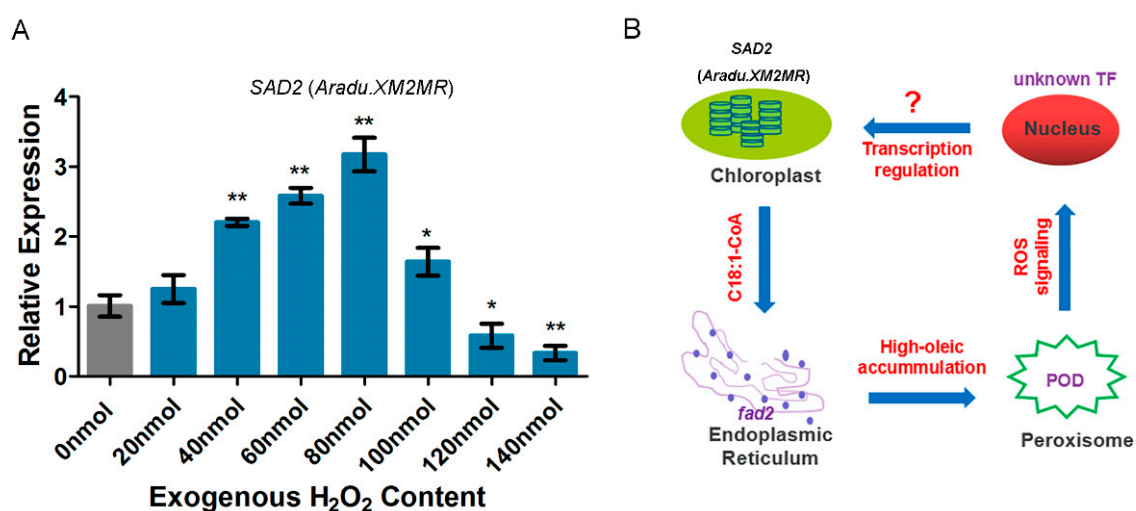 A
SAD2 (Aradu.XM2MR)
Relative Expression
4
3
2
1
0
**
**
**
*
*
**
0nmol
20nmol
40nmol
60nmol
80nmol
100nmol
120nmol
140nmol
Exogenous H₂O₂ Content
B
SAD2
(Aradu.XM2MR)
Chloroplast
?
Transcription
regulation
unknown TF
Nucleus
C18:1-CoA
ROS
signaling
fad2
Endoplasmic
Reticulum
High-oleic
accummulation
POD
Peroxisome